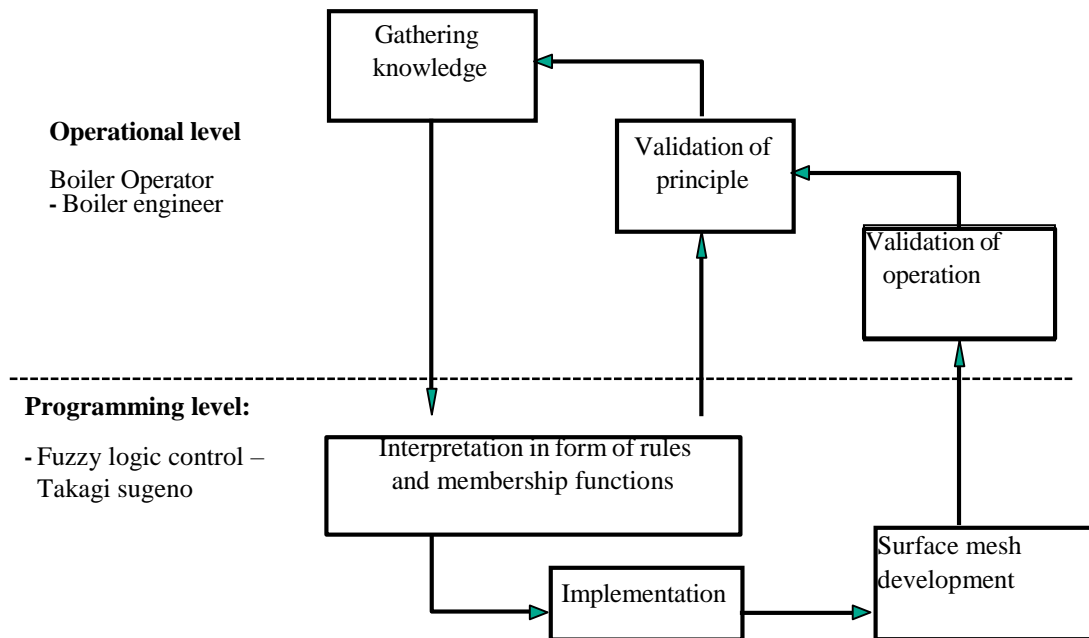 Gathering
knowledge
Operational level
Boiler Operator
- Boiler engineer
Validation of
principle
Validation of
operation
Programming level:
- Fuzzy logic control –
Takagi sugeno
Interpretation in form of rules
and membership functions
Implementation
Surface mesh
development